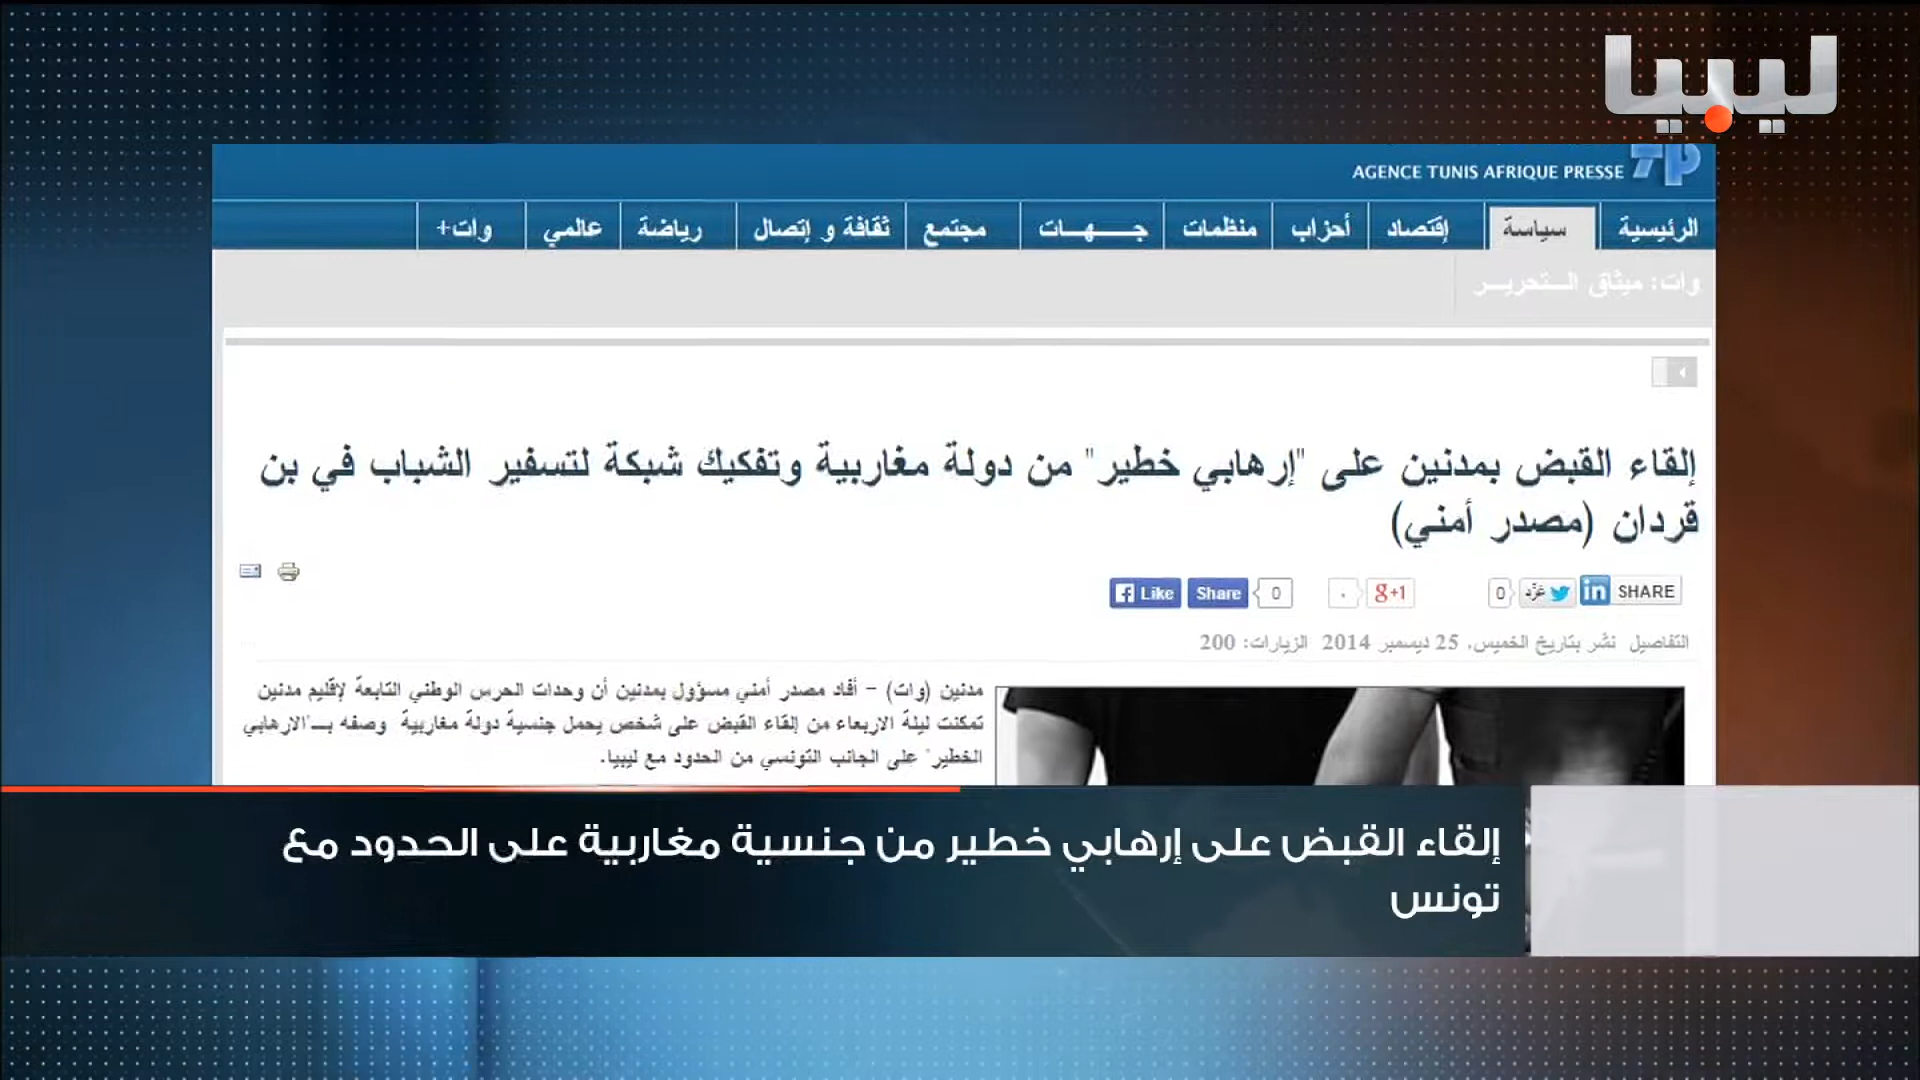 ليبيا
AGENCE TUNIS AFRIQUE PRESSE
الرئيسية سياسة إقتصاد أحزاب منظمات جـــهـــات مجتمع ثقافة و إتصال رياضة عالمي وات+
وات: ميثاق الـتحريـر
إلقاء القبض بمدنين على "إرهابي خطير" من دولة مغاربية وتفكيك شبكة لتسفير الشباب في بن
قردان (مصدر أمني)
Like Share 0 g+1 0 غرّد in SHARE
التفاصيل نشر بتاريخ الخميس، 25 ديسمبر 2014 الزيارات: 200
مدنين (وات) – أفاد مصدر أمني مسؤول بمدنين أن وحدات الحرس الوطني التابعة لإقليم مدنين
تمكنت ليلة الاربعاء من إلقاء القبض على شخص يحمل جنسية دولة مغاربية وصفه بـ"الارهابي
الخطير" على الجانب التونسي من الحدود مع ليبيا.
إلقاء القبض على إرهابي خطير من جنسية مغاربية على الحدود مع
تونس